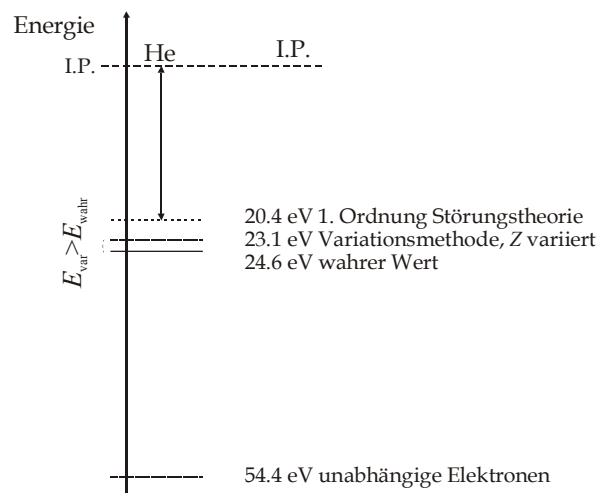 Energie
I.P.
He
I.P.
E_var > E_wahr
20.4 eV 1. Ordnung Störungstheorie
23.1 eV Variationsmethode, Z variiert
24.6 eV wahrer Wert
54.4 eV unabhängige Elektronen